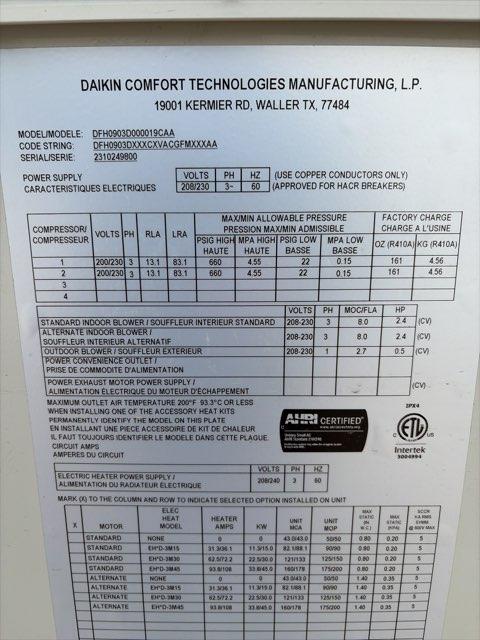 DAIKIN COMFORT TECHNOLOGIES MANUFACTURING, L.P.
19001 KERMIER RD, WALLER TX, 77484
MODEL/MODELE: DFH0903D000019CAA
CODE STRING: DFH0903DXXXCXVACGFMXXXAA
SERIAL/SERIE: 2310249800
POWER SUPPLY
CARACTERISTIQUES ELECTRIQUES
VOLTS PH HZ
208/230 3~ 60
(USE COPPER CONDUCTORS ONLY)
(APPROVED FOR HACR BREAKERS)
COMPRESSOR/ COMPRESSEUR VOLTS PH RLA LRA
MAX/MIN ALLOWABLE PRESSURE
PRESSION MAX/MIN ADMISSIBLE
PSIG HIGH HAUTE MPA HIGH HAUTE PSIG LOW BASSE MPA LOW BASSE
FACTORY CHARGE
CHARGE A L'USINE
OZ (R410A) KG (R410A)
1 200/230 3 13.1 83.1 660 4.55 22 0.15 161 4.56
2 200/230 3 13.1 83.1 660 4.55 22 0.15 161 4.56
3
4
VOLTS PH MOC/FLA HP
STANDARD INDOOR BLOWER / SOUFFLEUR INTERIEUR STANDARD 208-230 3 8.0 2.4 (CV)
ALTERNATE INDOOR BLOWER /
SOUFFLEUR INTERIEUR ALTERNATIF 208-230 3 8.0 2.4 (CV)
OUTDOOR BLOWER / SOUFFLEUR EXTERIEUR 208-230 1 2.7 0.5 (CV)
POWER CONVENIENCE OUTLET /
PRISE DE COMMODITE D'ALIMENTATION
POWER EXHAUST MOTOR POWER SUPPLY /
ALIMENTATION ÉLECTRIQUE DU MOTEUR D'ÉCHAPPEMENT (CV)
MAXIMUM OUTLET AIR TEMPERATURE 200°F 93.3°C OR LESS
WHEN INSTALLING ONE OF THE ACCESSORY HEAT KITS
PERMANENTLY IDENTIFY THE MODEL ON THIS PLATE
EN INSTALLANT UNE PIECE ACCESSOIRE DE KIT DE CHALEUR
IL FAUT TOUJOURS IDENTIFIER LE MODELE DANS CETTE PLAQUE.
CIRCUIT AMPS
AMPERES DU CIRCUIT
AHRI CERTIFIED
www.ahridirectory.org
IPX4
ETL
Intertek
3004994
VOLTS PH HZ
ELECTRIC HEATER POWER SUPPLY /
ALIMENTATION OU RADIATEUR ELECTRIQUE 208/240 3 60
MARK (X) TO THE COLUMN AND ROW TO INDICATE SELECTED OPTION INSTALLED ON UNIT
X MOTOR ELEC HEAT MODEL HEATER AMPS KW UNIT MCA UNIT MOP MAX STATIC (IN W.C.) MAX STATIC (KPA) SCCR KA RMS SYMM. @ 600V MAX
STANDARD NONE 0 0 43.0/43.0 50/50 0.80 0.20 5
STANDARD EH*D-3M15 31.3/36.1 11.3/15.0 82.1/88.1 90/90 0.80 0.20 5
STANDARD EH*D-3M30 62.5/72.2 22.5/30.0 121/133 125/150 0.80 0.20 5
STANDARD EH*D-3M45 93.8/108 33.8/45.0 160/178 175/200 0.80 0.20 5
ALTERNATE NONE 0 0 43.0/43.0 50/50 1.40 0.35 5
ALTERNATE EH*D-3M15 31.3/36.1 11.3/15.0 82.1/88.1 90/90 1.40 0.35 5
ALTERNATE EH*D-3M30 62.5/72.2 22.5/30.0 121/133 125/150 1.40 0.35 5
ALTERNATE EH*D-3M45 93.8/108 33.8/45.0 160/178 175/200 1.40 0.35 5